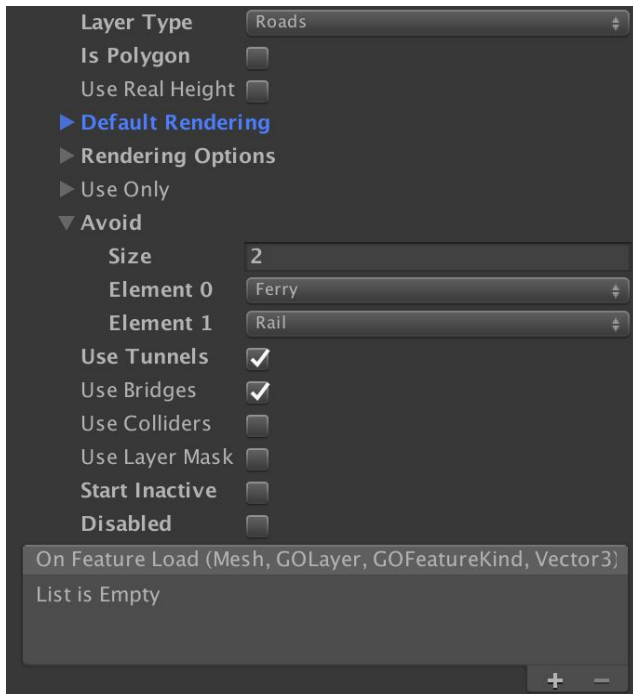 Layer Type Roads
Is Polygon
Use Real Height
Default Rendering
Rendering Options
Use Only
Avoid
Size 2
Element 0 Ferry
Element 1 Rail
Use Tunnels
Use Bridges
Use Colliders
Use Layer Mask
Start Inactive
Disabled
On Feature Load (Mesh, GOLayer, GOFeatureKind, Vector3)
List is Empty